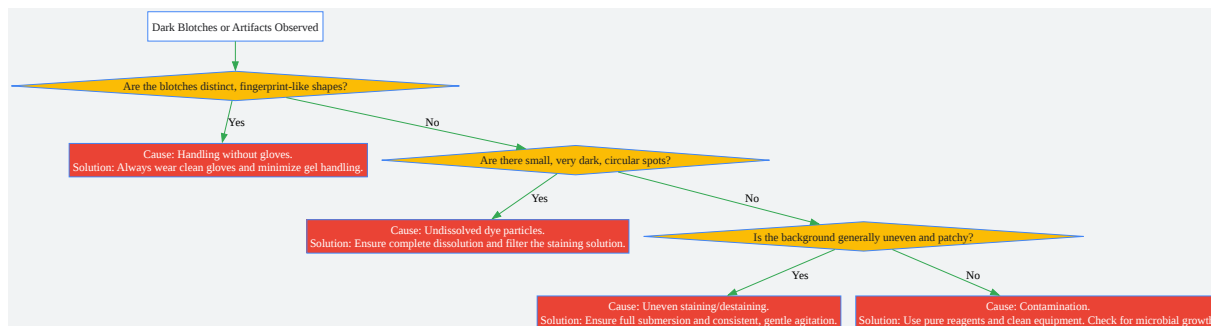 Dark Blotches or Artifacts Observed
Are the blotches distinct, fingerprint-like shapes?
Yes
No
Cause: Handling without gloves.
Solution: Always wear clean gloves and minimize gel handling.
Are there small, very dark, circular spots?
Yes
No
Cause: Undissolved dye particles.
Solution: Ensure complete dissolution and filter the staining solution.
Is the background generally uneven and patchy?
Yes
No
Cause: Uneven staining/destaining.
Solution: Ensure full submersion and consistent, gentle agitation.
Cause: Contamination.
Solution: Use pure reagents and clean equipment. Check for microbial growth